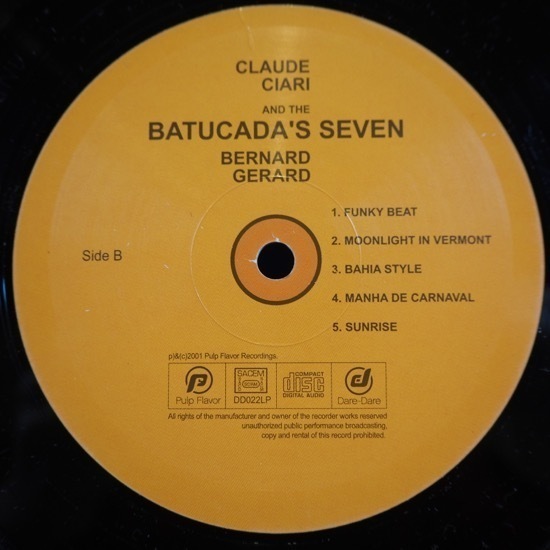 CLAUDE
CIARI
AND THE
BATUCADA'S SEVEN
BERNARD
GERARD
1. FUNKY BEAT
2. MOONLIGHT IN VERMONT
Side B
3. BAHIA STYLE
4. MANHA DE CARNAVAL
5. SUNRISE
p)&(c)2001 Pulp Flavor Recordings.
Pulp Flavor
SACEM
DD022LP
COMPACT
disc
DIGITAL AUDIO
Dare-Dare
All rights of the manufacturer and owner of the recorder works reserved
unauthorized public performance broadcasting,
copy and rental of this record prohibited.